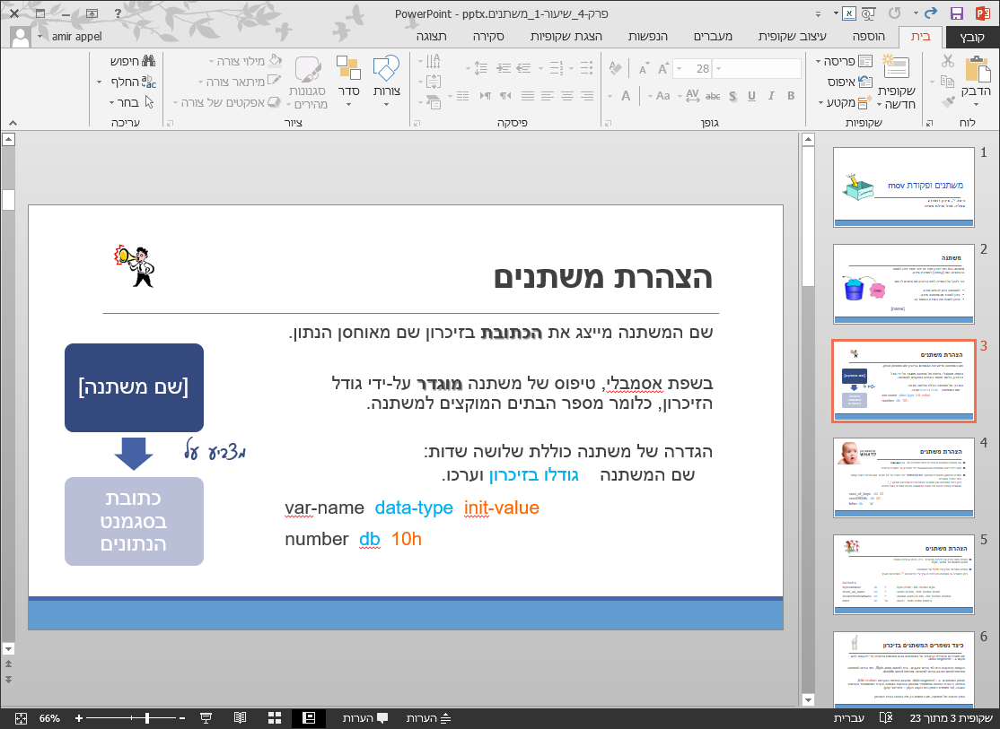 פרק-4_שיעור-1_משתנים.pptx - PowerPoint
amir appel
קובץ
בית
הוספה
עיצוב שקופית
מעברים
הנפשות
הצגת שקופיות
סקירה
תצוגה
הדבק
לוח
שקופית חדשה
פריסה
איפוס
מקטע
שקופיות
28
B I U S abc AV Aa A
גופן
פיסקה
צורות
סדר
סגנונות מהירים
מילוי צורה
מיתאר צורה
אפקטים של צורה
ציור
חיפוש
החלף
בחר
עריכה
הצהרת משתנים
שם המשתנה מייצג את הכתובת בזיכרון שם מאוחסן הנתון.
בשפת אסמבלי, טיפוס של משתנה מוגדר על-ידי גודל
הזיכרון, כלומר מספר הבתים המוקצים למשתנה.
הגדרה של משתנה כוללת שלושה שדות:
שם המשתנה גודלו בזיכרון וערכו.
var-name data-type init-value
number db 10h
[שם משתנה]
מצביע על
כתובת
בסגמנט
הנתונים
1
משתנים ופקודת mov
2
משתנה
[name]
3
הצהרת משתנים
4
הצהרת משתנים
5
הצהרת משתנים
6
כיצד נשמרים המשתנים בזיכרון
שקופית 3 מתוך 23
עברית
הערות
הערות
66%